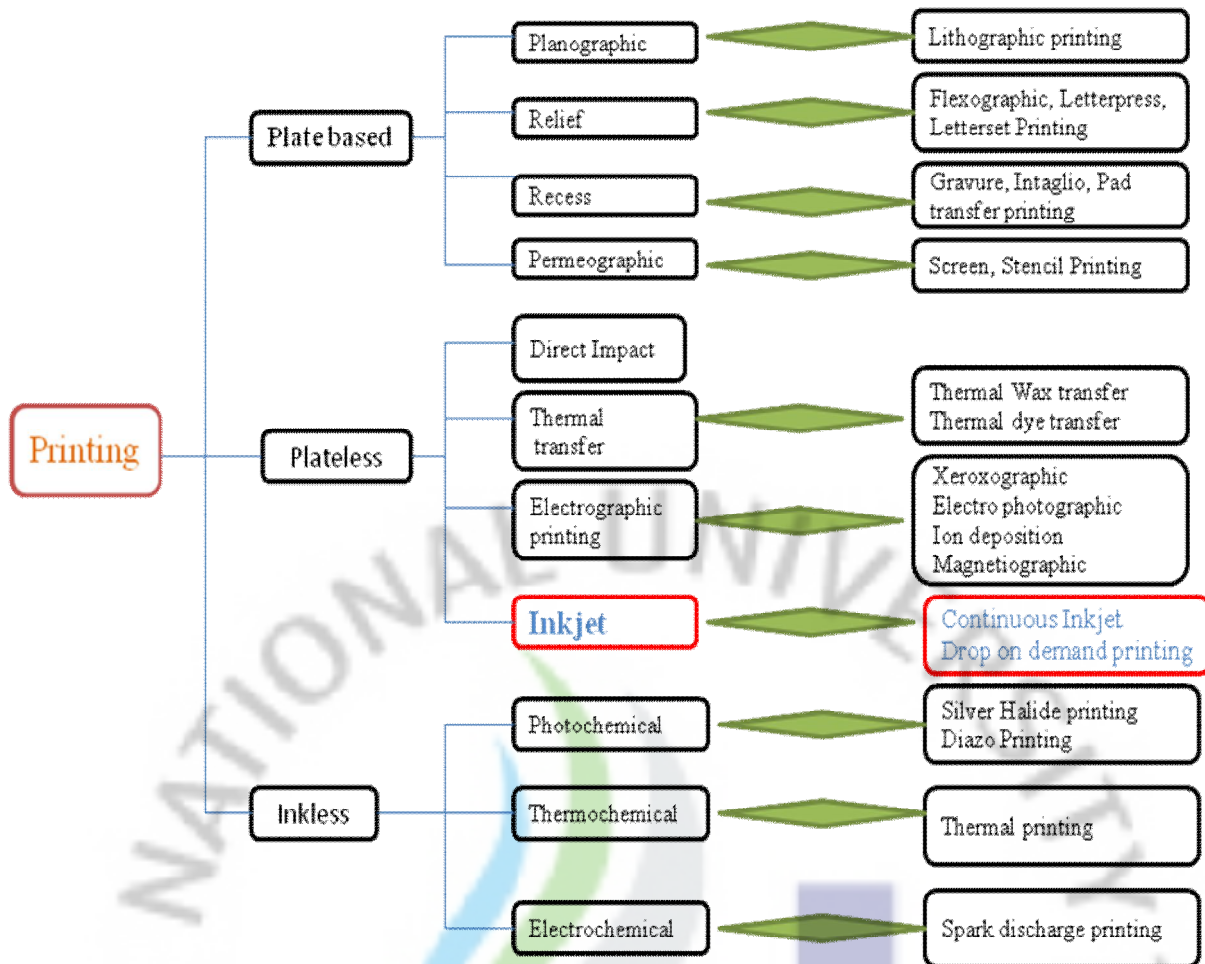 Planographic
Lithographic printing
Relief
Flexographic, Letterpress,
Letterset Printing
Plate based
Recess
Gravure, Intaglio, Pad
transfer printing
Permeographic
Screen, Stencil Printing
Direct Impact
Printing
Plateless
Thermal
transfer
Thermal Wax transfer
Thermal dye transfer
Electrographic
printing
Xeroxographic
Electro photographic
Ion deposition
Magnetiographic
Inkjet
Continuous Inkjet
Drop on demand printing
Inkless
Photochemical
Silver Halide printing
Diazo Printing
Thermochemical
Thermal printing
Electrochemical
Spark discharge printing
NATIONAL UNIVERSITY